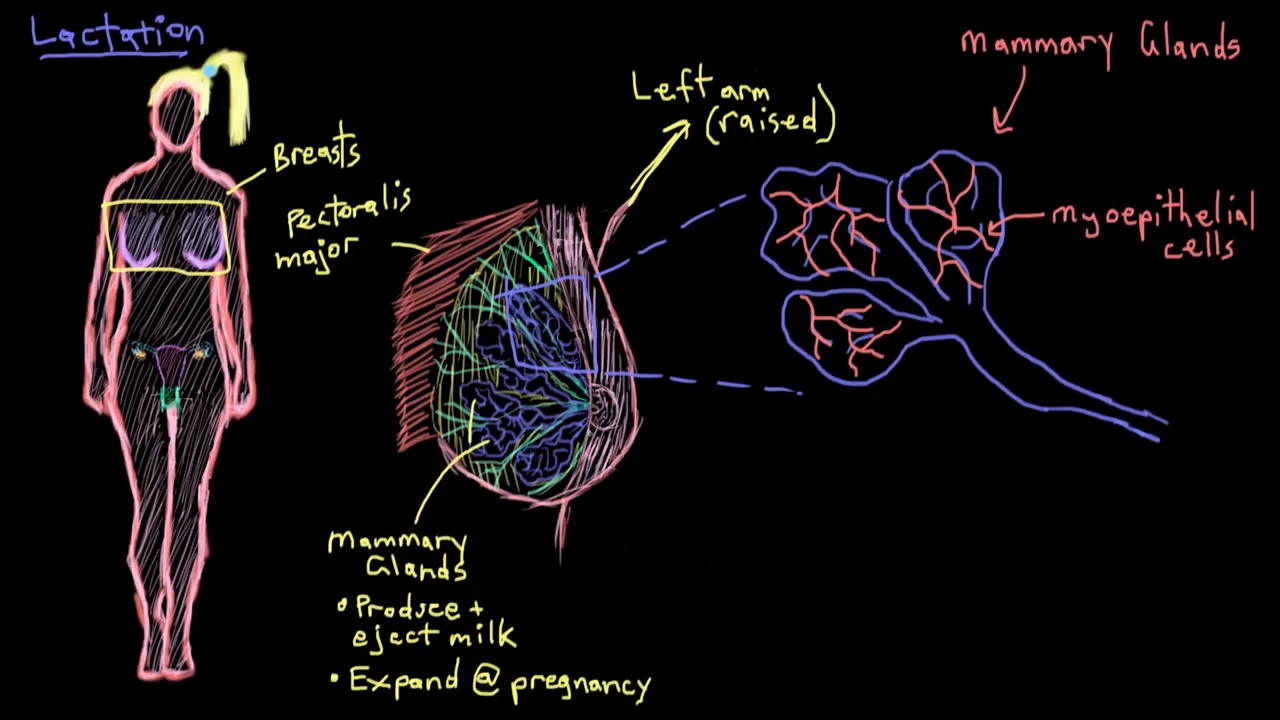 Lactation
Breasts
Pectoralis
major
Left arm
(raised)
Mammary Glands
myoepithelial
cells
Mammary
Glands
• Produce +
eject milk
• Expand @ pregnancy